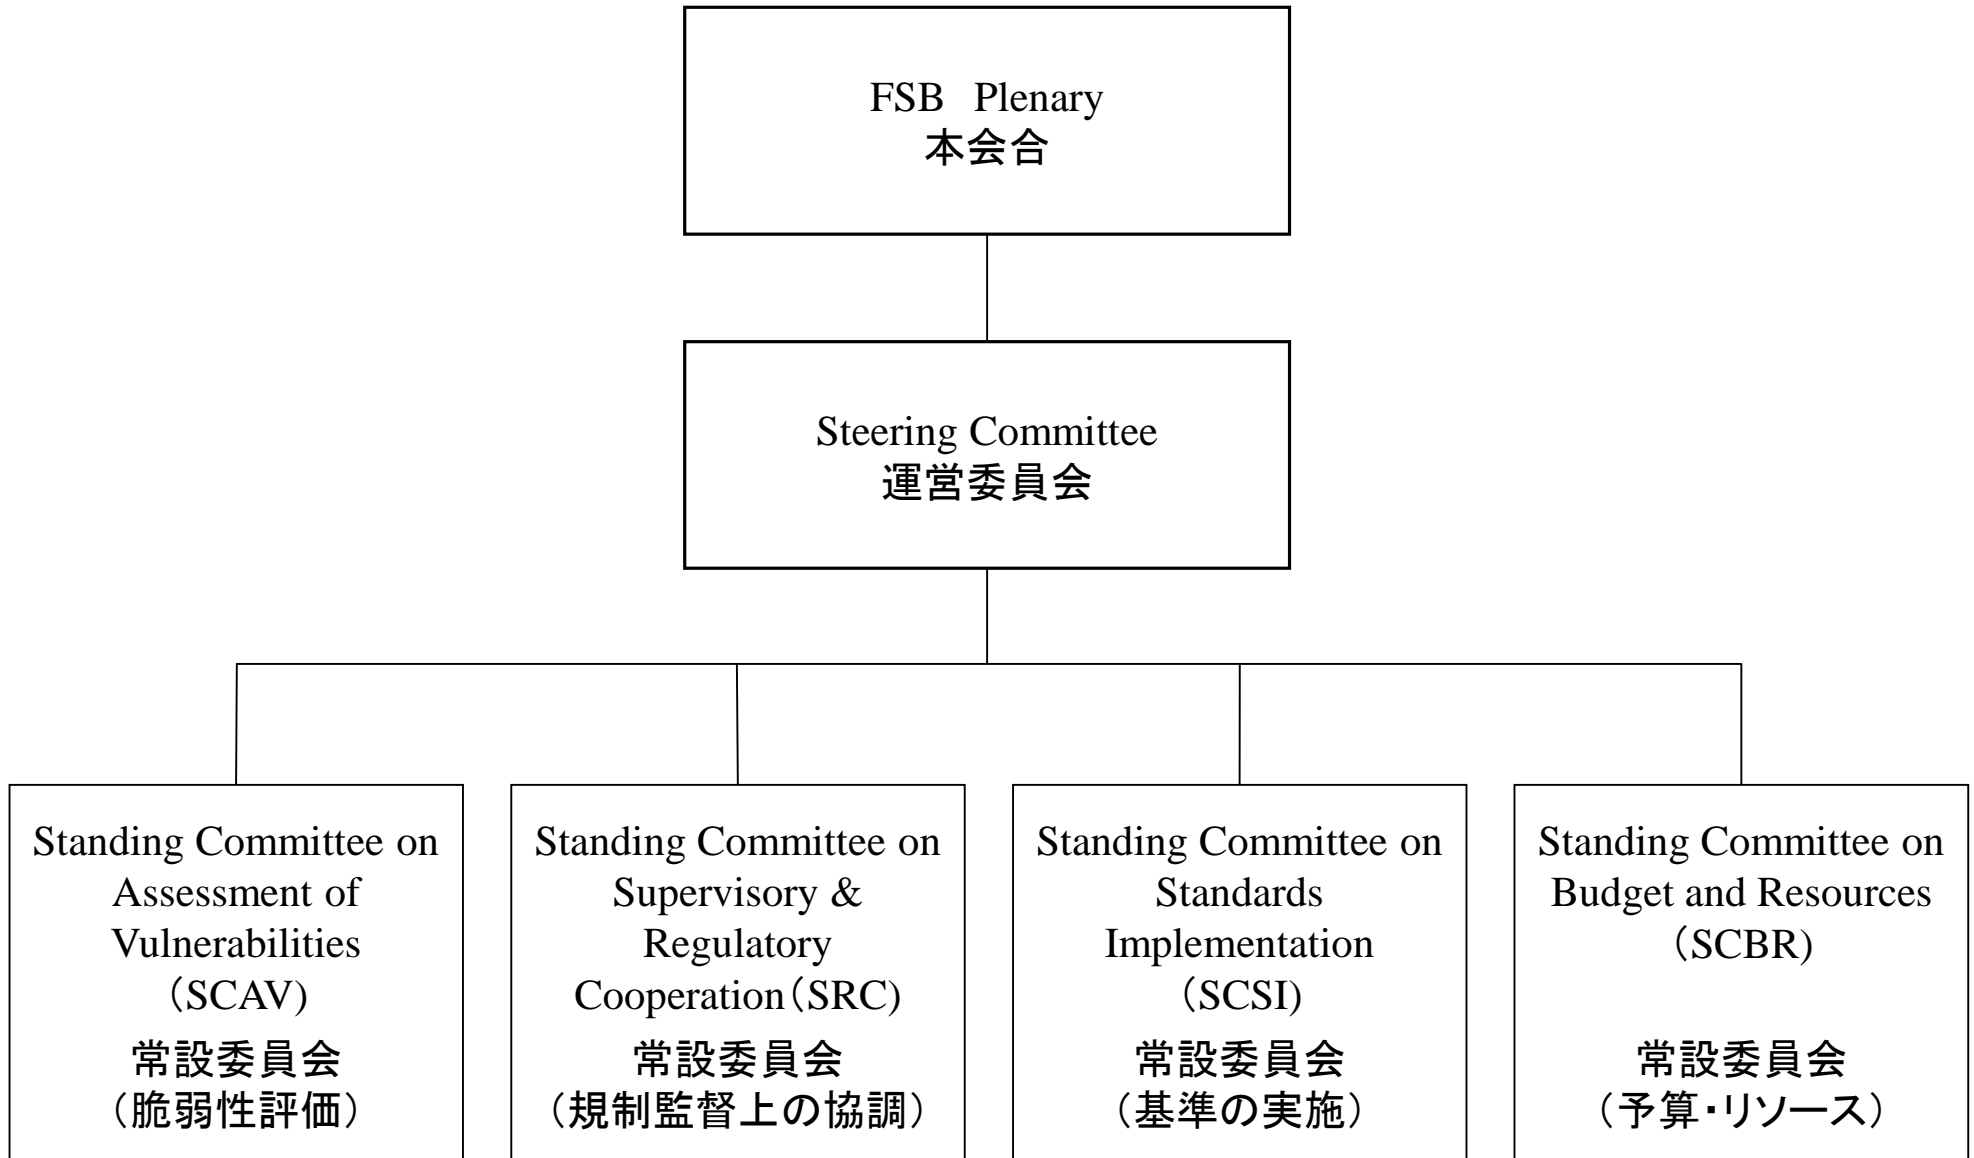 FSB Plenary
本会合
Steering Committee
運営委員会
Standing Committee on
Assessment of
Vulnerabilities
（SCAV)
常設委員会
（脆弱性評価）
Standing Committee on
Supervisory &
Regulatory
Cooperation（SRC)
常設委員会
（規制監督上の協調）
Standing Committee on
Standards
Implementation
（SCSI)
常設委員会
（基準の実施）
Standing Committee on
Budget and Resources
（SCBR)
常設委員会
（予算・リソース）